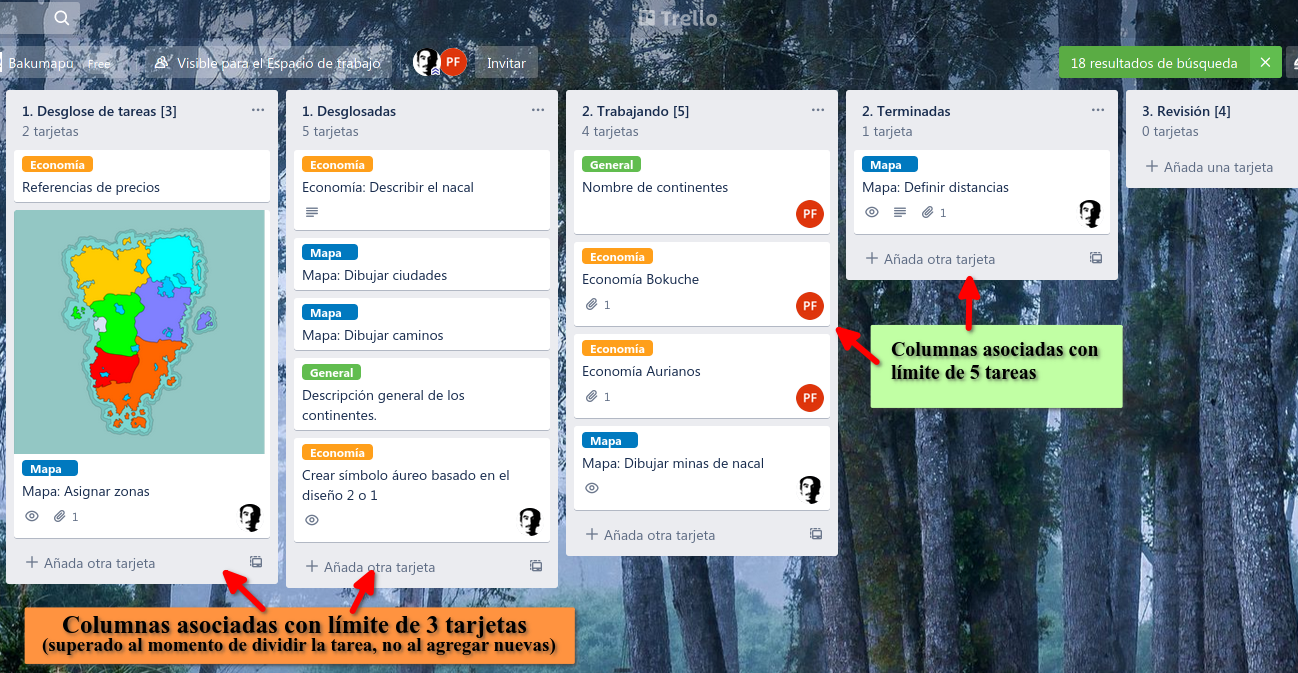 Trello
Bakumapu
Free
Visible para el Espacio de trabajo
PF
Invitar
18 resultados de búsqueda
1. Desglose de tareas [3]
2 tarjetas
Economía
Referencias de precios
Mapa
Mapa: Asignar zonas
1
Añada otra tarjeta
1. Desglosadas
5 tarjetas
Economía
Economía: Describir el nacal
Mapa
Mapa: Dibujar ciudades
Mapa
Mapa: Dibujar caminos
General
Descripción general de los
continentes.
Economía
Crear símbolo áureo basado en el
diseño 2 o 1
Añada otra tarjeta
2. Trabajando [5]
4 tarjetas
General
Nombre de continentes
PF
Economía
Economía Bokuche
1
PF
Economía
Economía Aurianos
1
PF
Mapa
Mapa: Dibujar minas de nacal
Añada otra tarjeta
2. Terminadas
1 tarjeta
Mapa
Mapa: Definir distancias
1
Añada otra tarjeta
3. Revisión [4]
0 tarjetas
Añada una tarjeta
Columnas asociadas con
límite de 5 tareas
Columnas asociadas con límite de 3 tarjetas
(superado al momento de dividir la tarea, no al agregar nuevas)